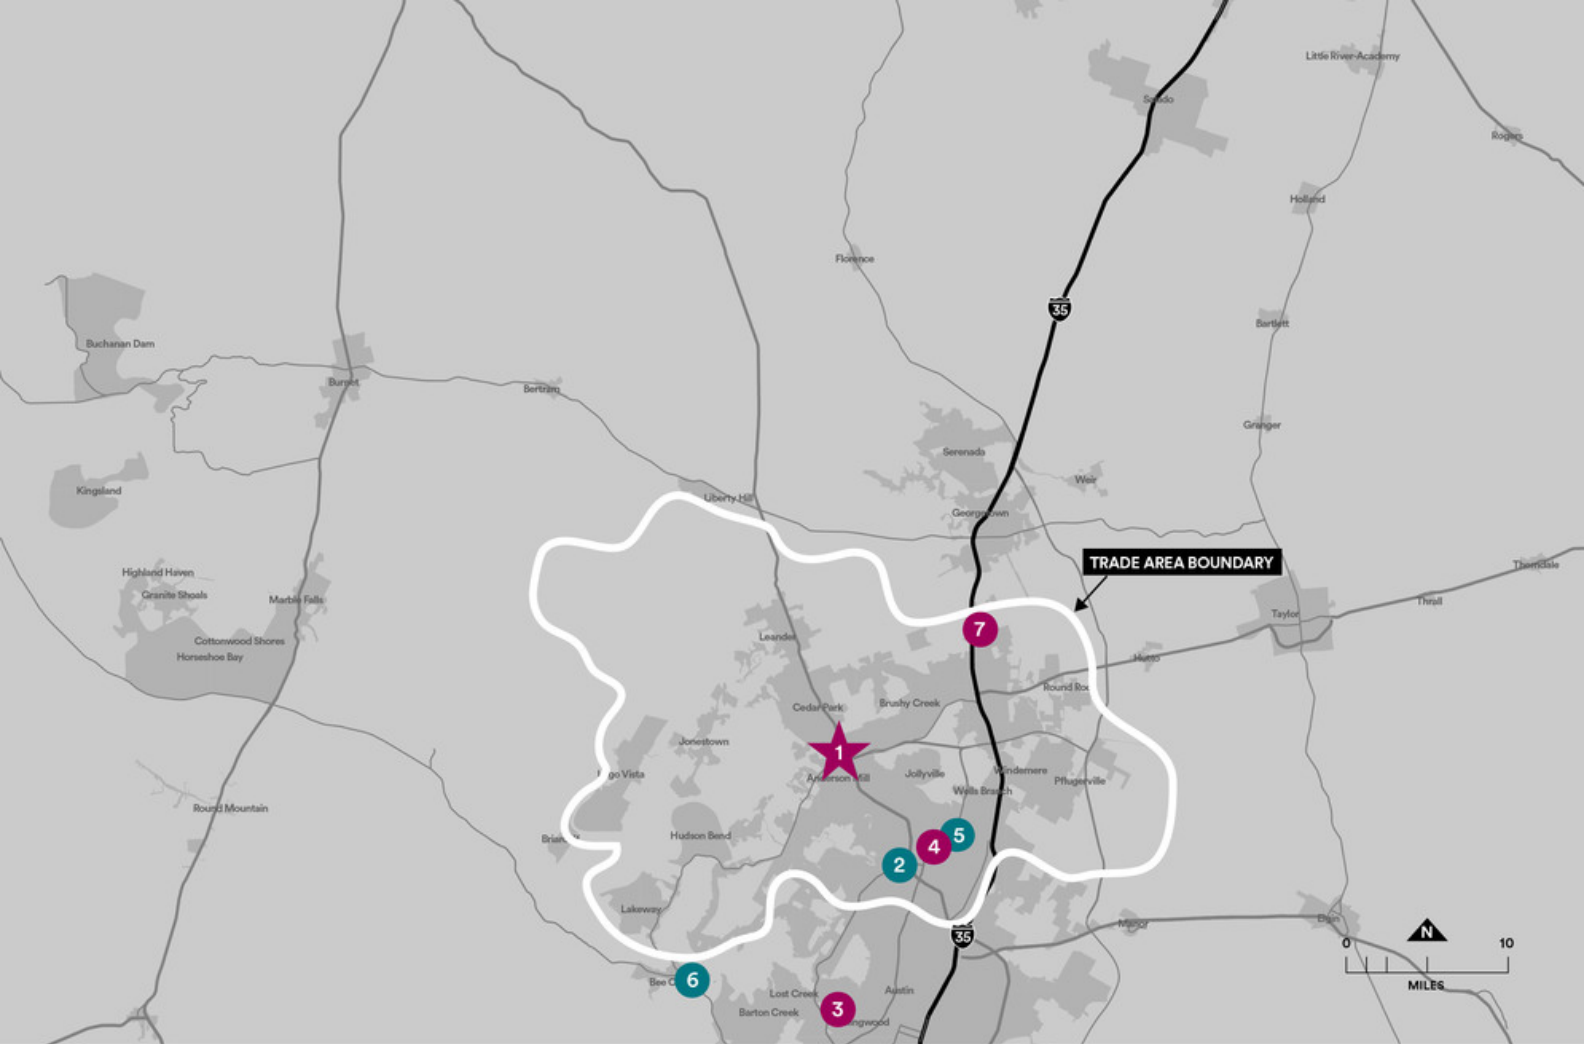 Little River-Academy
Salado
Rogers
Holland
Florence
35
Bartlett
Buchanan Dam
Burnet
Bertram
Granger
Serenada
Weir
Kingsland
Liberty Hill
Georgetown
TRADE AREA BOUNDARY
Thorndale
Highland Haven
Granite Shoals
Marble Falls
Thrall
Taylor
7
Leander
Cottonwood Shores
Horseshoe Bay
Hutto
Round Roc
Cedar Park
Brushy Creek
Jonestown
1
Lago Vista
Anderson Mill
Jollyville
Windemere
Pflugerville
Wells Branch
Round Mountain
Hudson Bend
5
4
2
Lakeway
Manor
Elgin
35
N
0
10
MILES
6
Bee C
Lost Creek
Austin
3
Barton Creek
ngwood